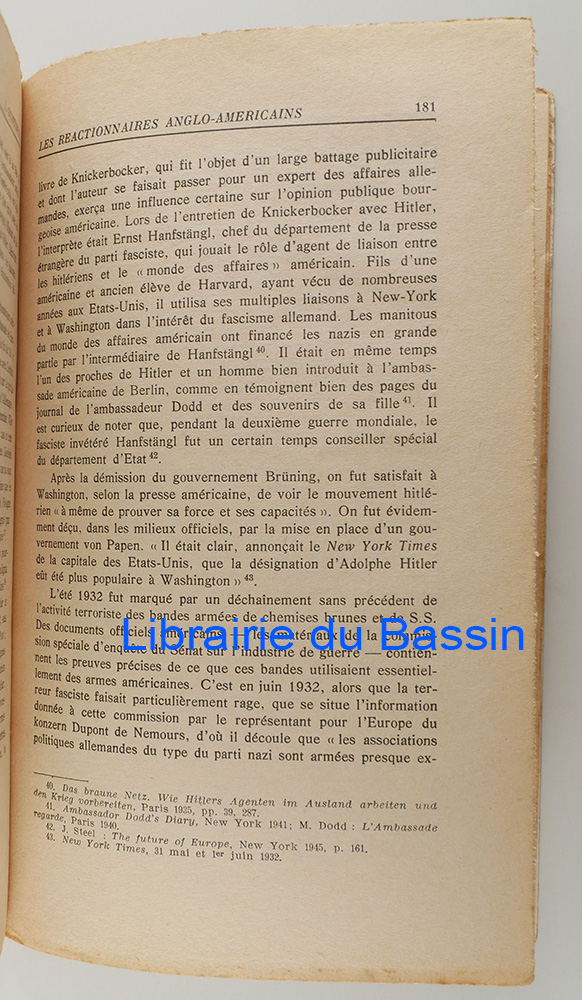 LES REACTIONNAIRES ANGLO-AMERICAINS 181
livre de Knickerbocker, qui fit l'objet d'un large battage publicitaire
et dont l'auteur se faisait passer pour un expert des affaires alle-
mandes, exerça une influence certaine sur l'opinion publique bour-
geoise américaine. Lors de l'entretien de Knickerbocker avec Hitler,
l'interprète était Ernst Hanfstängl, chef du département de la presse
étrangère du parti fasciste, qui jouait le rôle d'agent de liaison entre
les hitlériens et le « monde des affaires » américain. Fils d'une
américaine et ancien élève de Harvard, ayant vécu de nombreuses
années aux Etats-Unis, il utilisa ses multiples liaisons à New-York
et à Washington dans l'intérêt du fascisme allemand. Les manitous
du monde des affaires américain ont financé les nazis en grande
partie par l'intermédiaire de Hanfstängl 40. Il était en même temps
l'un des proches de Hitler et un homme bien introduit à l'ambas-
sade américaine de Berlin, comme en témoignent bien des pages du
journal de l'ambassadeur Dodd et des souvenirs de sa fille 41. Il
est curieux de noter que, pendant la deuxième guerre mondiale, le
fasciste invétéré Hanfstängl fut un certain temps conseiller spécial
du département d'Etat 42.
Après la démission du gouvernement Brüning, on fut satisfait à
Washington, selon la presse américaine, de voir le mouvement hitlé-
rien « à même de prouver sa force et ses capacités ». On fut évidem-
ment déçu, dans les milieux officiels, par la mise en place d'un gou-
vernement von Papen. « Il était clair, annonçait le New York Times
de la capitale des Etats-Unis, que la désignation d'Adolphe Hitler
eût été plus populaire à Washington » 43.
L'été 1932 fut marqué par un déchaînement sans précédent de
l'activité terroriste des bandes armées de chemises brunes et de S.S.
Des documents officiels américains les matériaux de la commis-
sion spéciale d'enquête du Sénat sur l'industrie de guerre — contien-
nent les preuves précises de ce que ces bandes utilisaient essentiel-
lement des armes américaines. C'est en juin 1932, alors que la ter-
reur fasciste faisait particulièrement rage, que se situe l'information
donnée à cette commission par le représentant pour l'Europe du
konzern Dupont de Nemours, d'où il découle que « les associations
politiques allemandes du type du parti nazi sont armées presque ex-
Librairie du Bassin
40. Das braune Netz. Wie Hitlers Agenten im Ausland arbeiten und
den Krieg vorbereiten, Paris 1935, pp. 39, 287.
41. Ambassador Dodd's Diary, New York 1941; M. Dodd : L'Ambassade
regarde, Paris 1940.
42. J. Steel : The future of Europe, New York 1945, p. 161.
43. New York Times, 31 mai et 1er juin 1932.